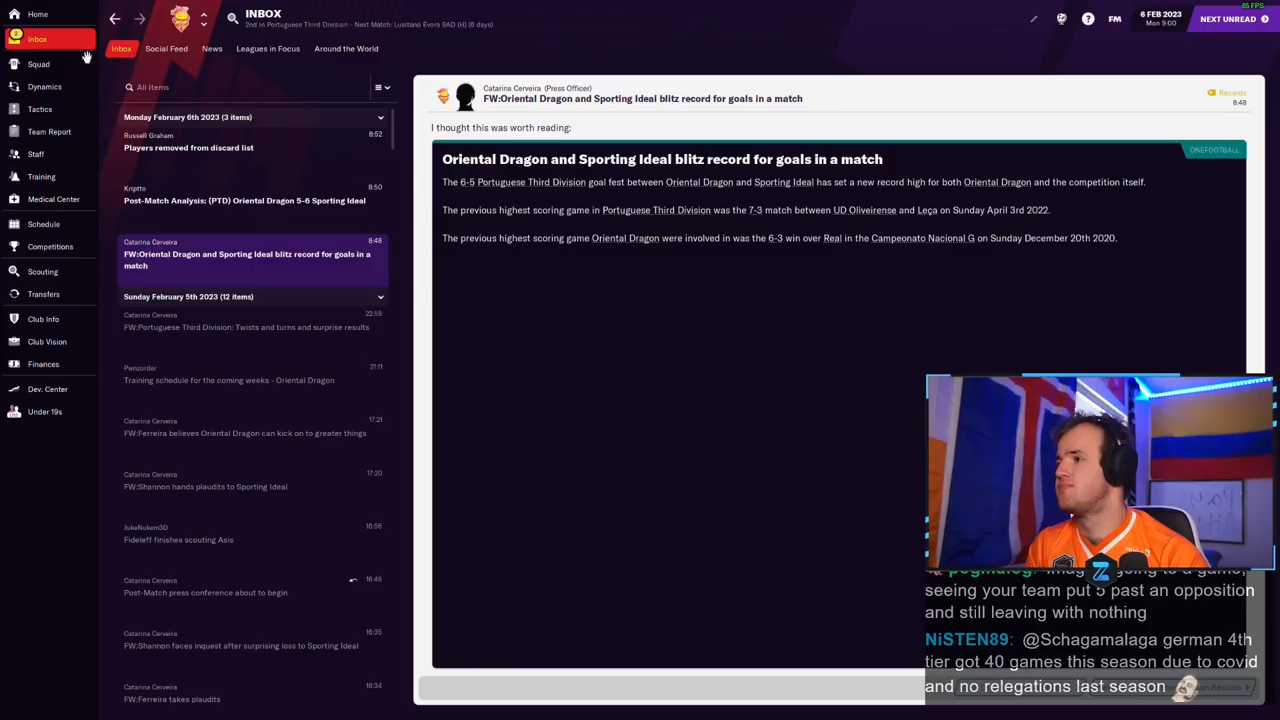 Home
Inbox
2
Squad
Dynamics
Tactics
Team Report
Staff
Training
Medical Center
Schedule
Competitions
Scouting
Transfers
Club Info
Club Vision
Finances
Dev. Center
Under 19s
INBOX
2nd in Portuguese Third Division - Next Match: Lusitano Évora SAD (H) (6 days)
85 FPS
FM
6 FEB 2023
Mon 9:00
NEXT UNREAD
Inbox
Social Feed
News
Leagues in Focus
Around the World
All Items
Monday February 6th 2023 (3 items)
Russell Graham
8:52
Players removed from discard list
Kriptto
8:50
Post-Match Analysis: (PTD) Oriental Dragon 5-6 Sporting Ideal
Catarina Cerveira
8:48
FW:Oriental Dragon and Sporting Ideal blitz record for goals in a
match
Sunday February 5th 2023 (12 items)
Catarina Cerveira
22:59
FW:Portuguese Third Division: Twists and turns and surprise results
Pwnzorder
21:11
Training schedule for the coming weeks - Oriental Dragon
Catarina Cerveira
17:21
FW:Ferreira believes Oriental Dragon can kick on to greater things
Catarina Cerveira
17:20
FW:Shannon hands plaudits to Sporting Ideal
JukeNukem3D
16:56
Fideleff finishes scouting Asis
Catarina Cerveira
16:46
Post-Match press conference about to begin
Catarina Cerveira
16:35
FW:Shannon faces inquest after surprising loss to Sporting Ideal
Catarina Cerveira
16:34
FW:Ferreira takes plaudits
Catarina Cerveira (Press Officer)
FW:Oriental Dragon and Sporting Ideal blitz record for goals in a match
Records
8:48
I thought this was worth reading:
ONEFOOTBALL
Oriental Dragon and Sporting Ideal blitz record for goals in a match
The 6-5 Portuguese Third Division goal fest between Oriental Dragon and Sporting Ideal has set a new record high for both Oriental Dragon and the competition itself.
The previous highest scoring game in Portuguese Third Division was the 7-3 match between UD Oliveirense and Leça on Sunday April 3rd 2022.
The previous highest scoring game Oriental Dragon were involved in was the 6-3 win over Real in the Campeonato Nacional G on Sunday December 20th 2020.
going to a game,
seeing your team put 5 past an opposition
and still leaving with nothing
NiSTEN89: @Schagamalaga german 4th
tier got 40 games this season due to covid
and no relegations last season
Records